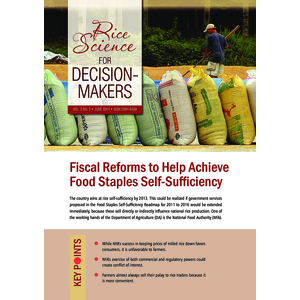 Rice
Science
FOR
DECISION-
MAKERS
Fiscal Reforms to Help Achieve
Food Staples Self-Sufficiency
The country aims at rice self-sufficiency by 2013. This could be realized if government services
proposed in the Food Staples Self-Sufficiency Roadmap for 2011 to 2016 would be extended
immediately because these will directly or indirectly influence national rice production. One of
the working hands of the Department of Agriculture (DA) is the National Food Authority (NFA).
KEY POINTS
While NFA's success in keeping prices of milled rice down favors
consumers, it is unfavorable to farmers.
NFA's exercise of both commercial and regulatory powers could
create conflict of interest.
Farmers almost always sell their palay to rice traders because it
is more convenient.